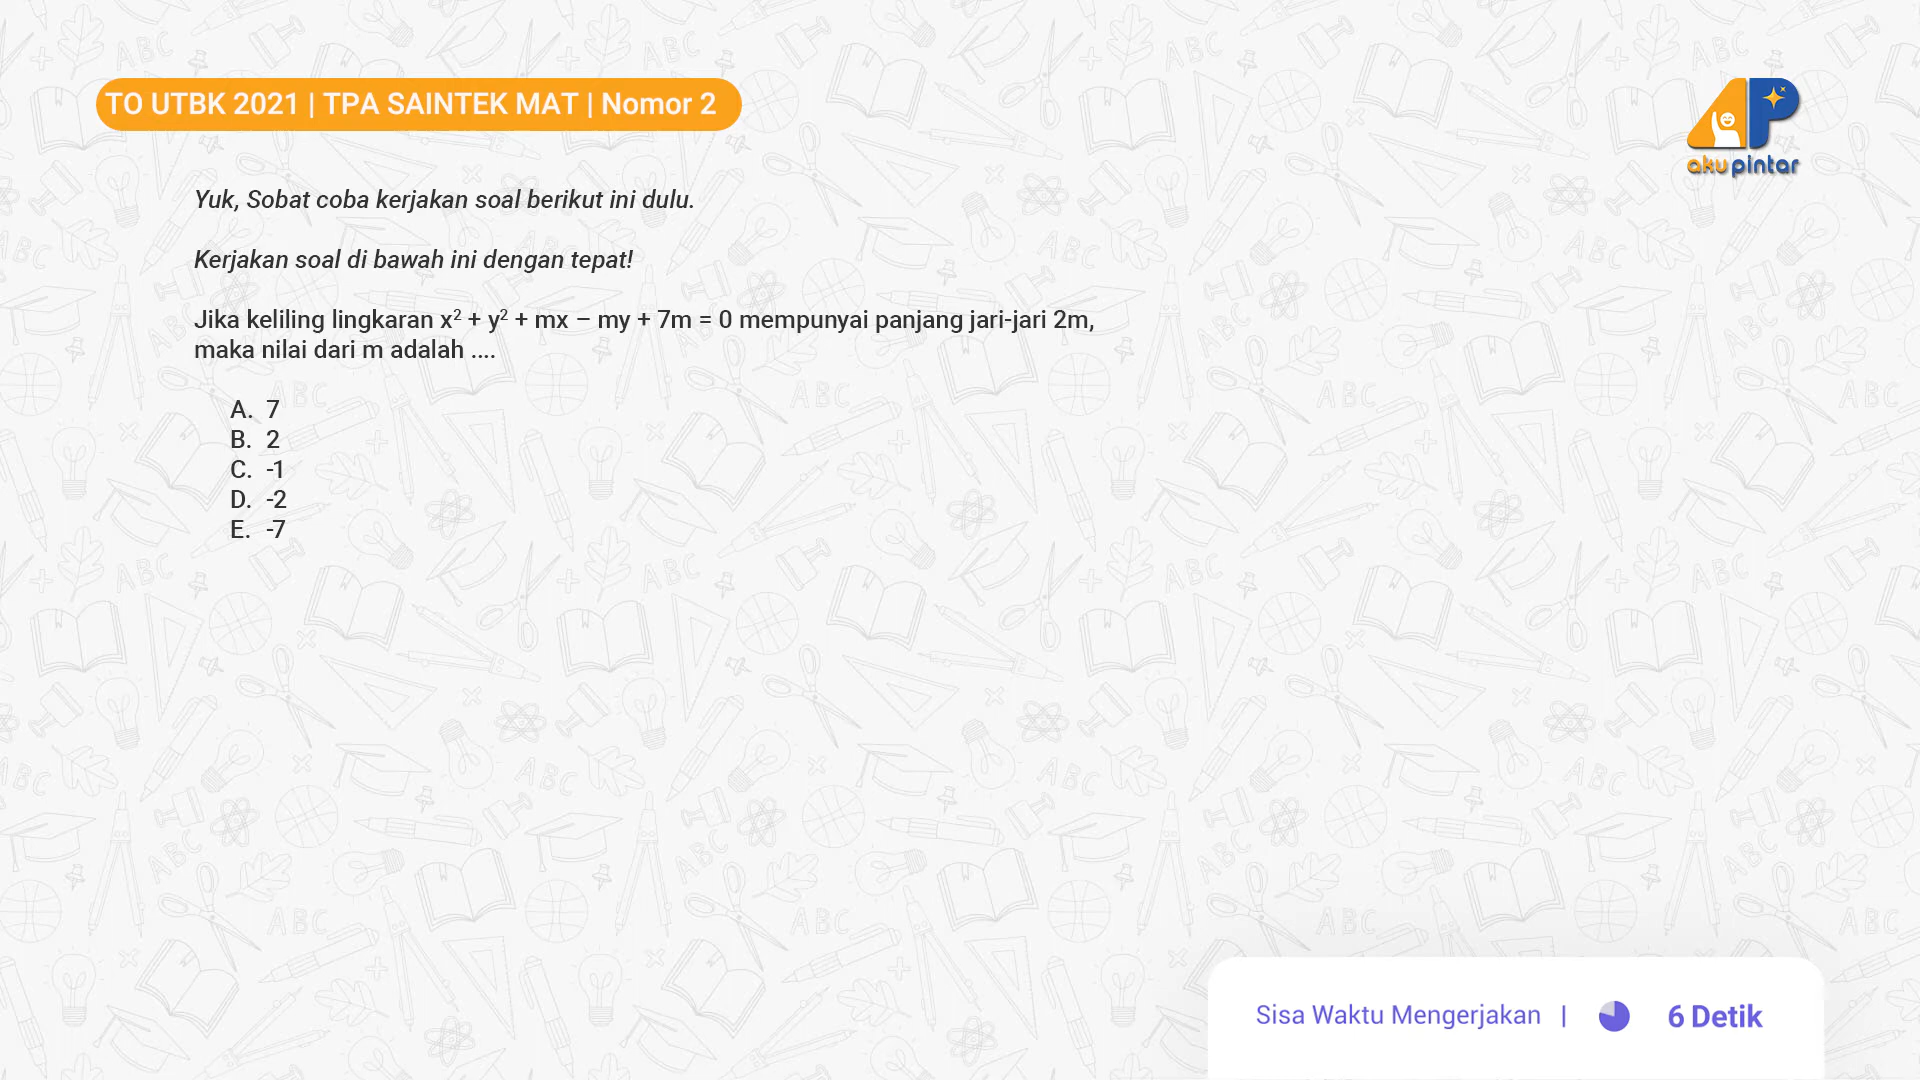 TO UTBK 2021 | TPA SAINTEK MAT | Nomor 2
akupintar
Yuk, Sobat coba kerjakan soal berikut ini dulu.
Kerjakan soal di bawah ini dengan tepat!
Jika keliling lingkaran x² + y² + mx – my + 7m = 0 mempunyai panjang jari-jari 2m,
maka nilai dari m adalah ....
A. 7
B. 2
C. -1
D. -2
E. -7
Sisa Waktu Mengerjakan | 6 Detik